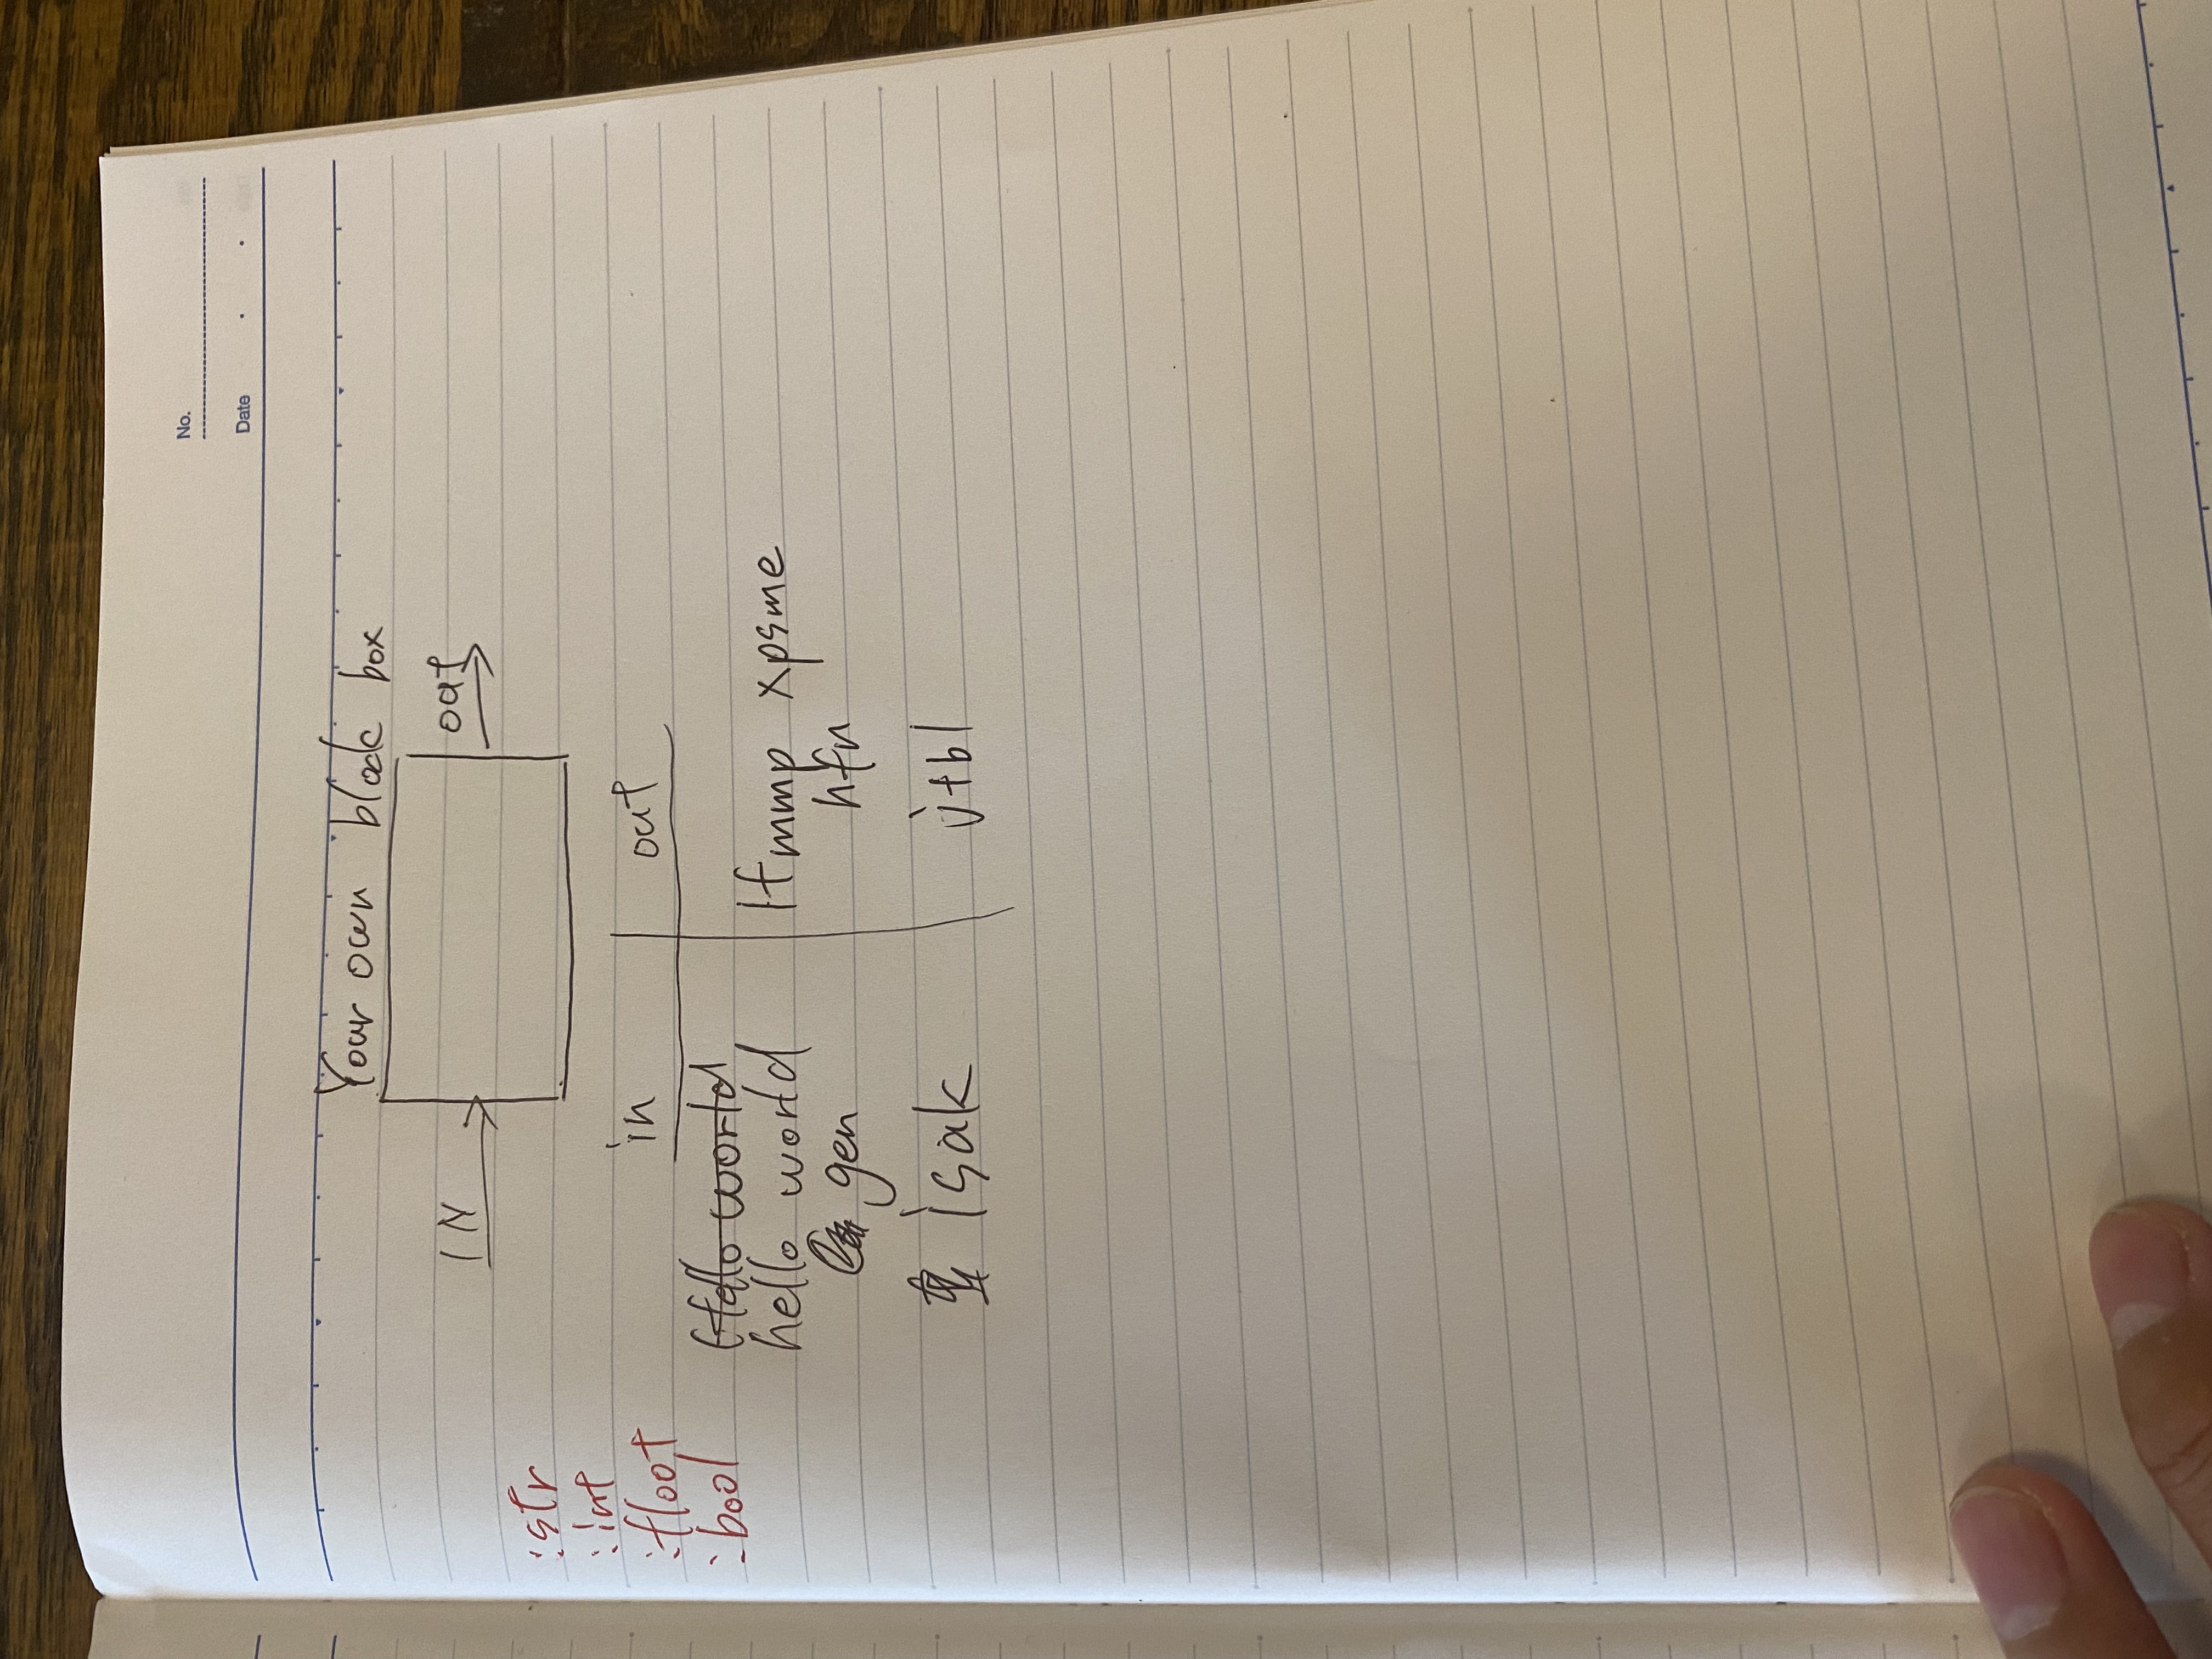 No.
Date
Your own black box
IN
out
:str
:int
:float
:bool
in out
Hello world
hello world Ifmmp xpsme
gen hfn
isak jtbl